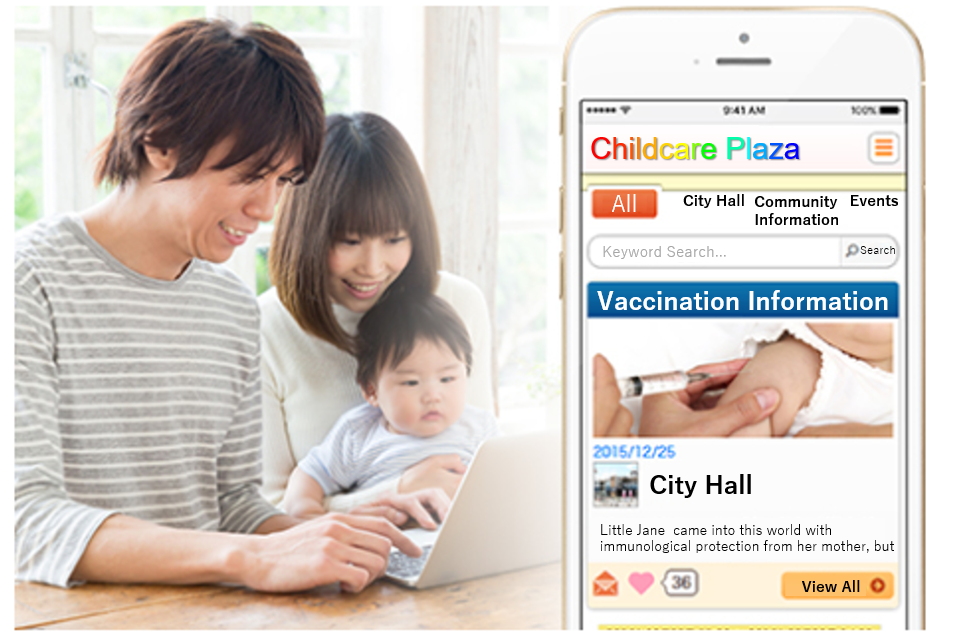 9:41 AM 100%
Childcare Plaza
All City Hall Community Information Events
Keyword Search... Search
Vaccination Information
2015/12/25
City Hall
Little Jane came into this world with
immunological protection from her mother, but
36 View All